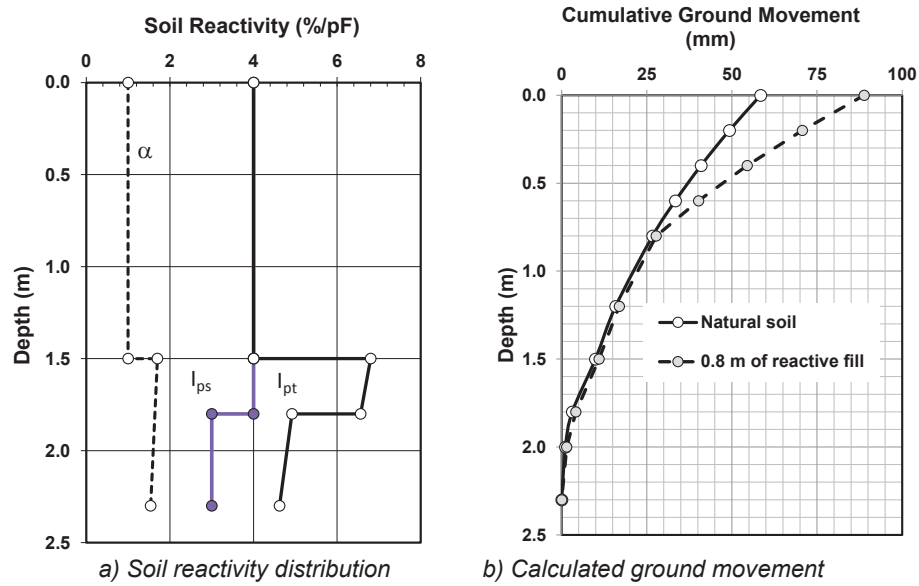 Soil Reactivity (%/pF)
0 2 4 6 8
0.0
0.5
1.0
1.5
2.0
2.5
Depth (m)
α
Ips
Ipt
a) Soil reactivity distribution
Cumulative Ground Movement
(mm)
0 25 50 75 100
0.0
0.5
1.0
1.5
2.0
2.5
Depth (m)
Natural soil
0.8 m of reactive fill
b) Calculated ground movement